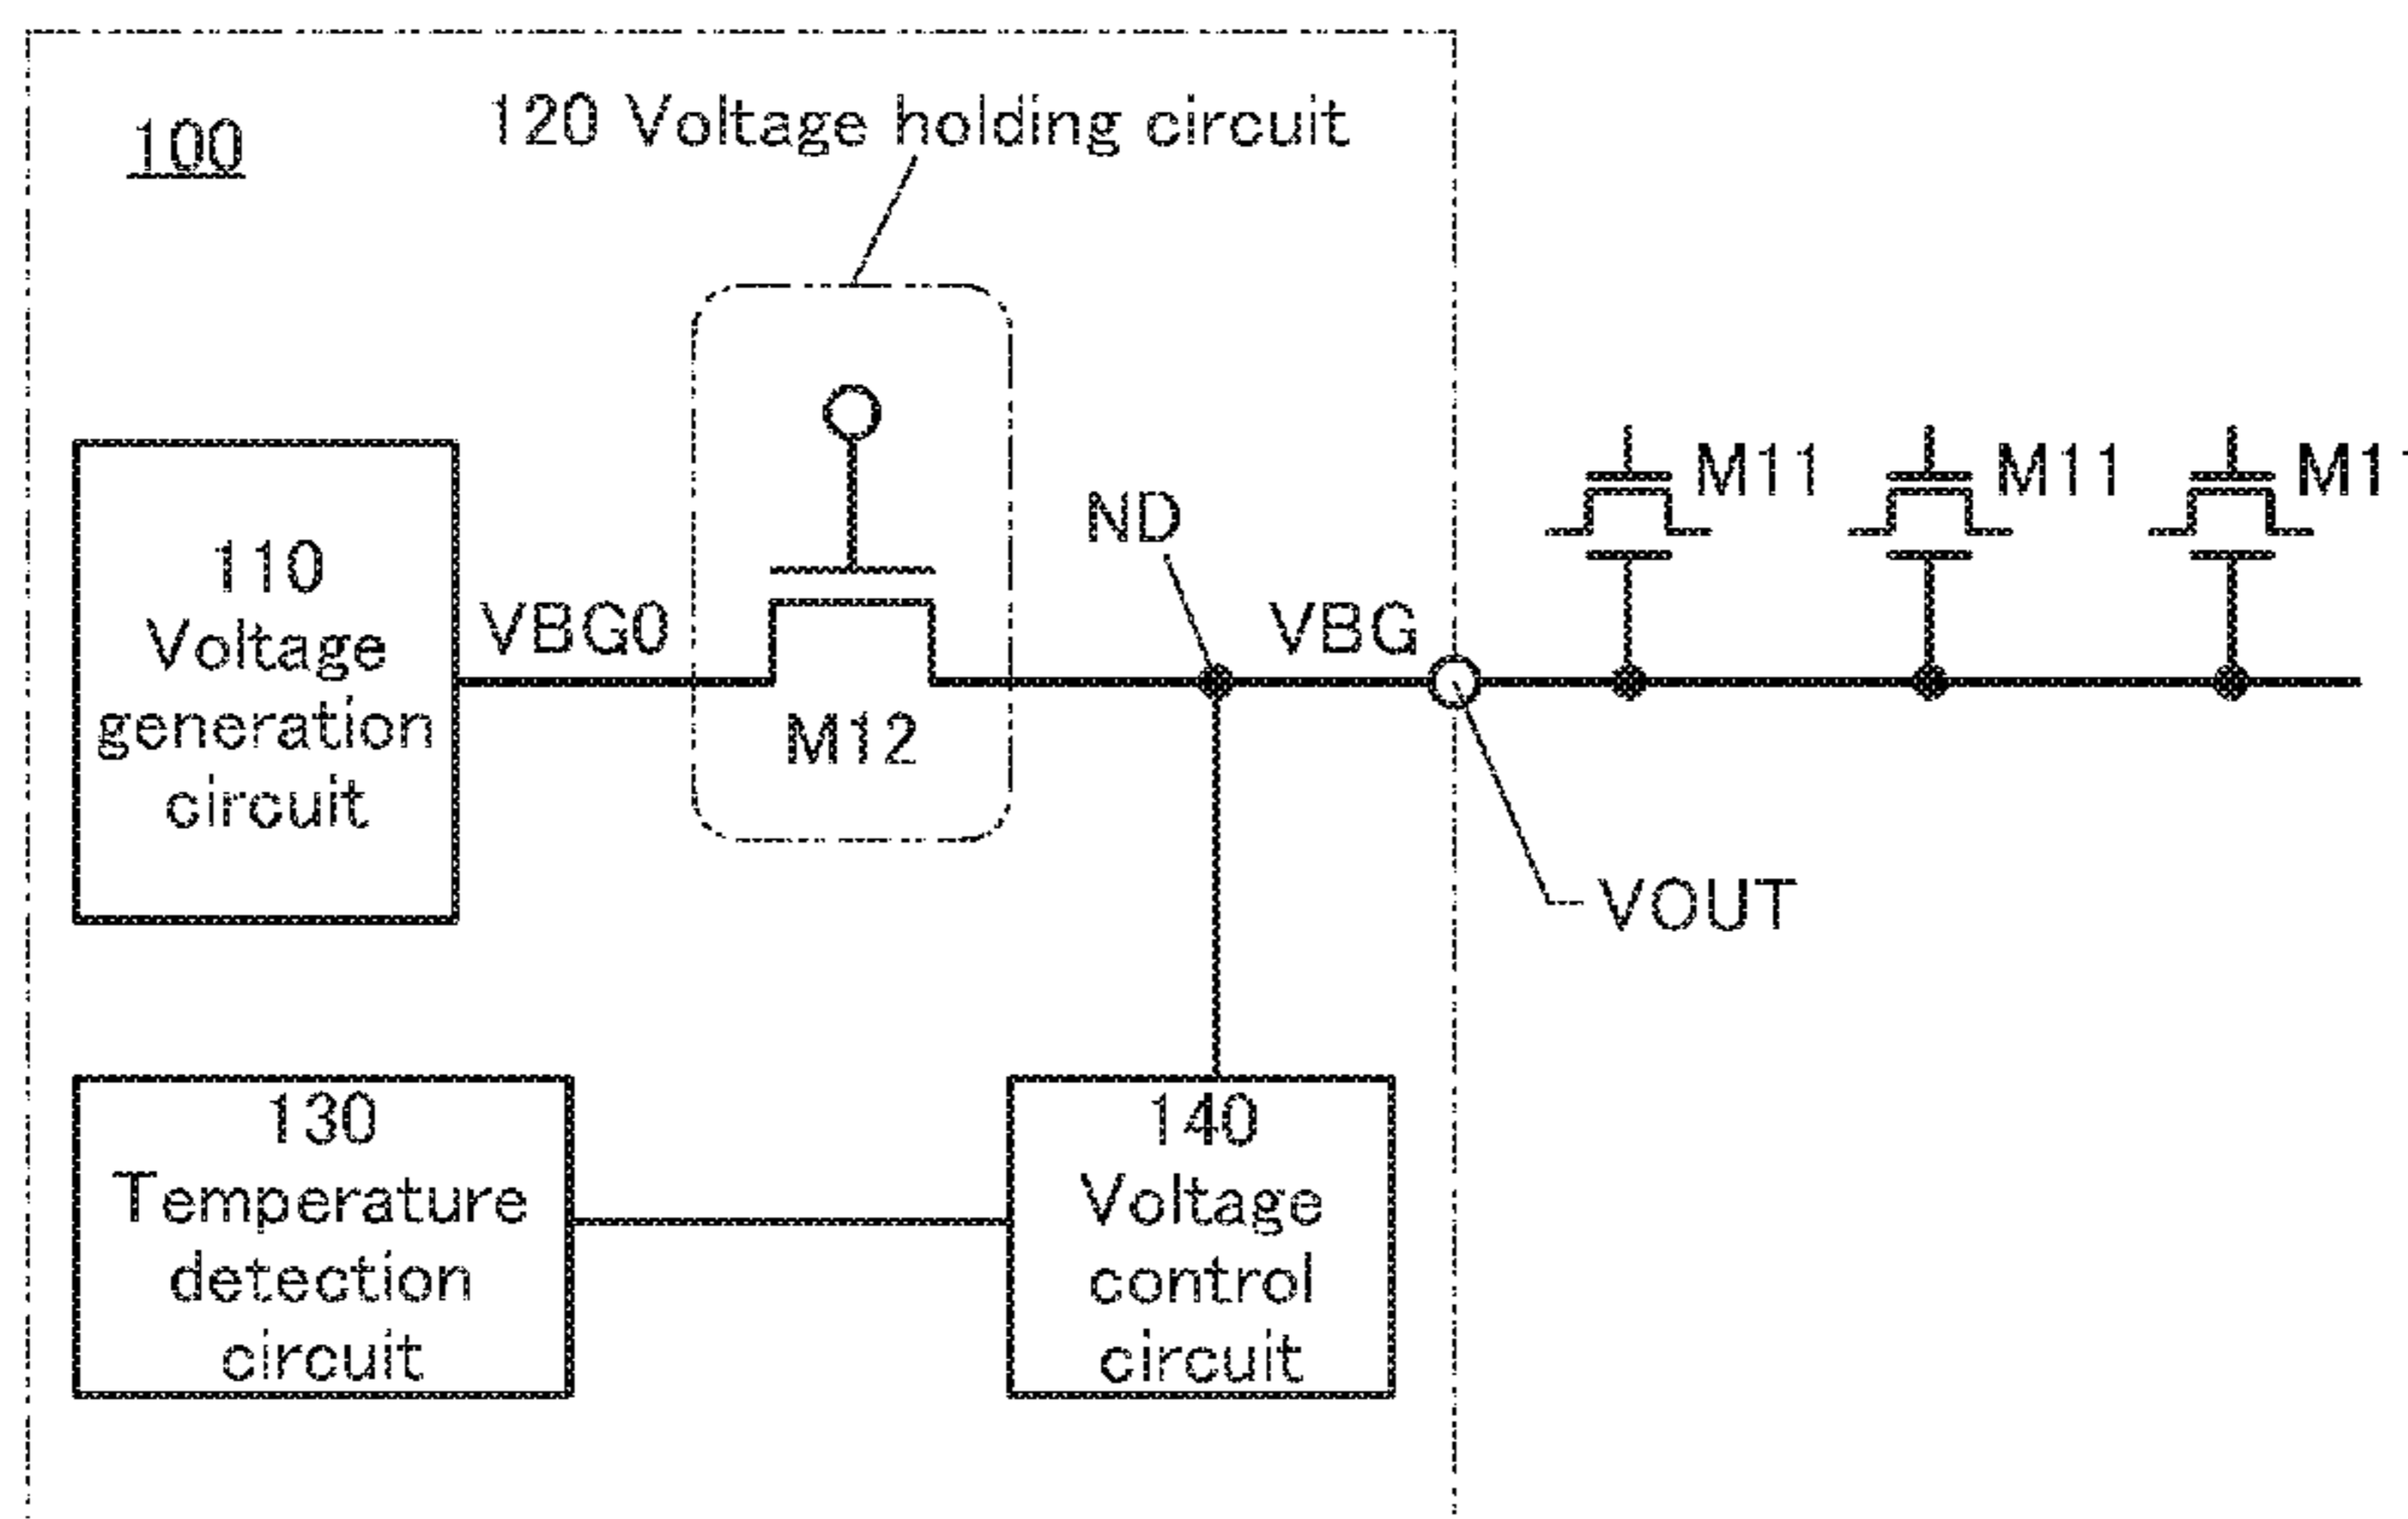 100
120 Voltage holding circuit
M11
M11
ND
110
Voltage
generation
circuit
VBG0
VBG
M12
VOUT
130
Temperature
detection
circuit
140
Voltage
control
circuit